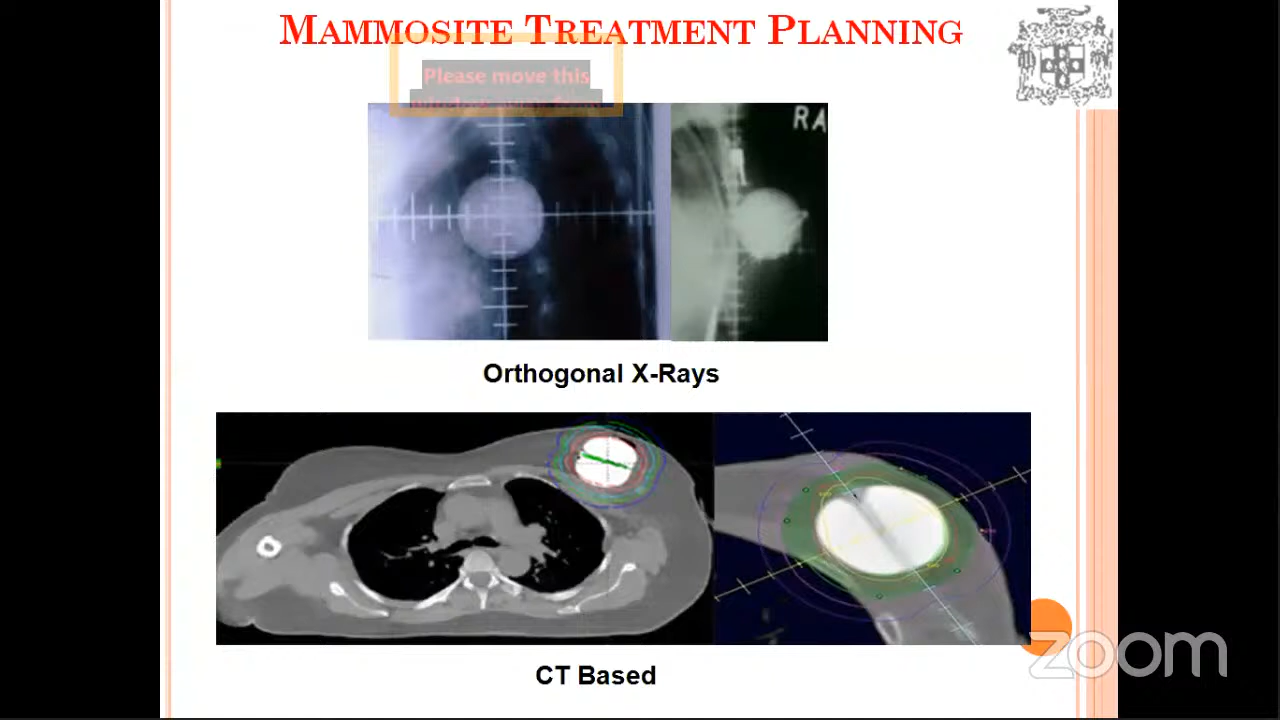 MAMMOSITE TREATMENT PLANNING
Please move this
RA
Orthogonal X-Rays
CT Based
zoom